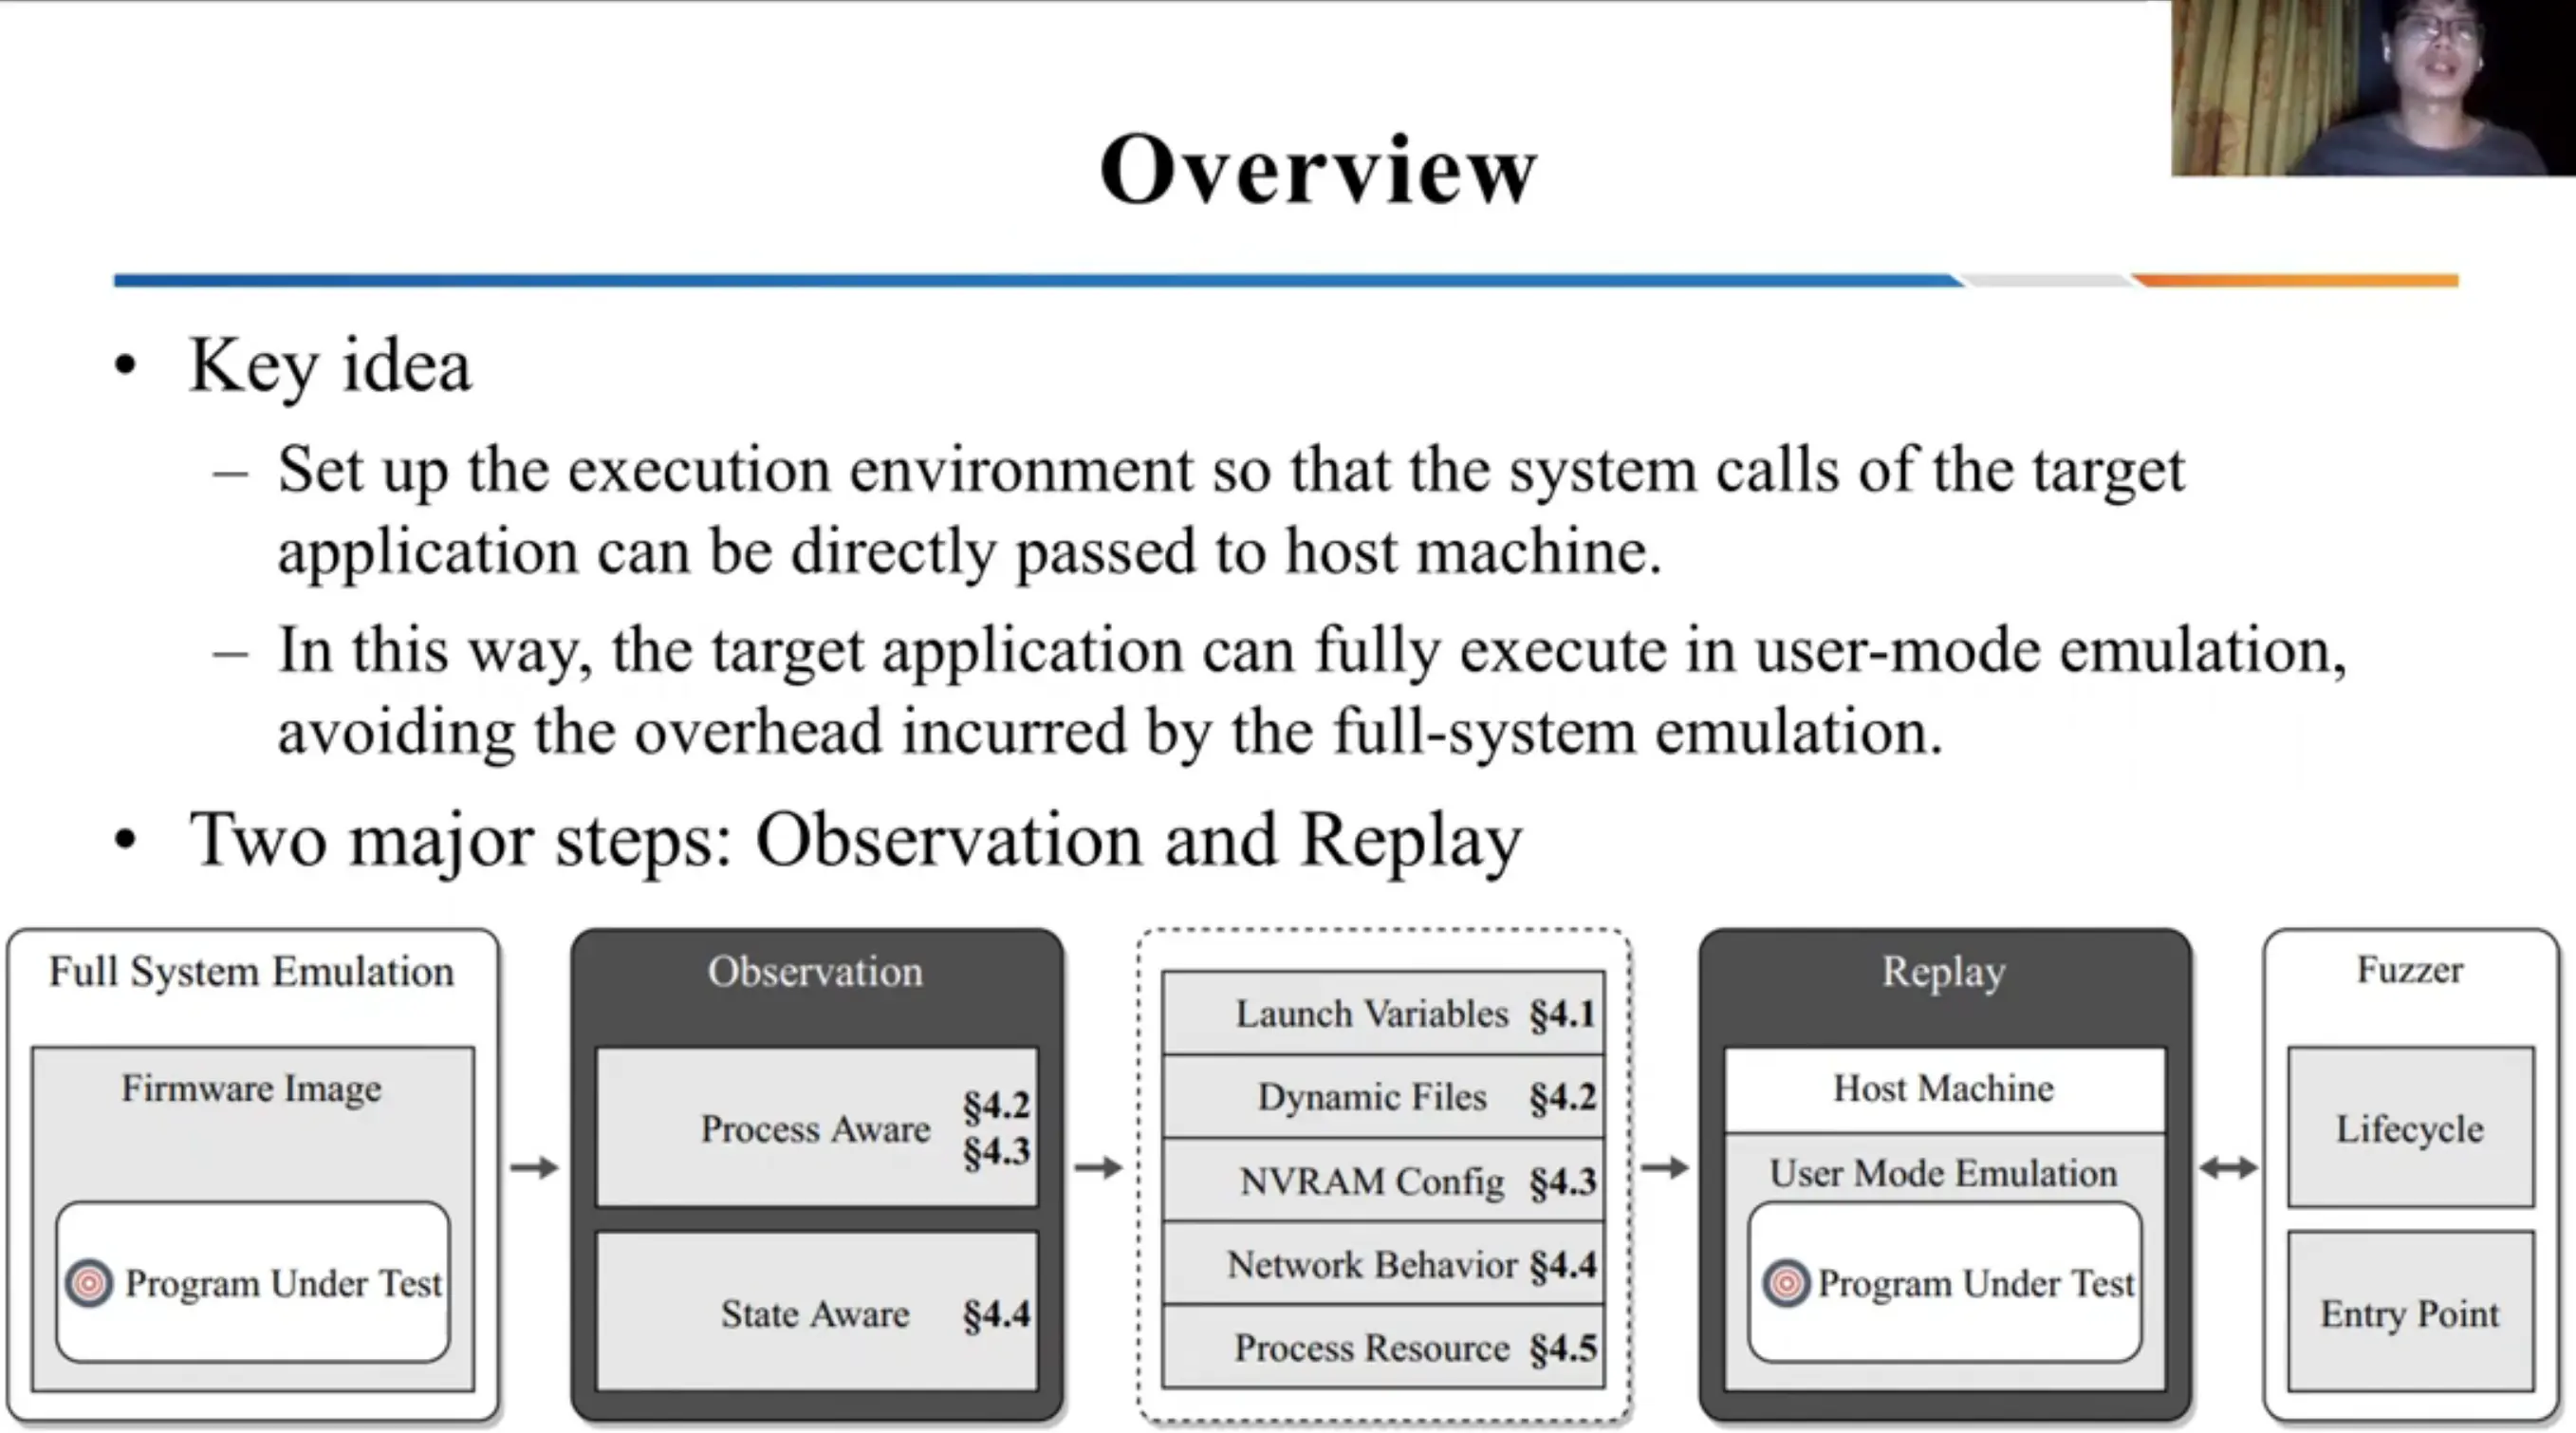 Overview
• Key idea
– Set up the execution environment so that the system calls of the target
application can be directly passed to host machine.
– In this way, the target application can fully execute in user-mode emulation,
avoiding the overhead incurred by the full-system emulation.
• Two major steps: Observation and Replay
Full System Emulation
Firmware Image
Program Under Test
Observation
Process Aware §4.2
§4.3
State Aware §4.4
Launch Variables §4.1
Dynamic Files §4.2
NVRAM Config §4.3
Network Behavior §4.4
Process Resource §4.5
Replay
Host Machine
User Mode Emulation
Program Under Test
Fuzzer
Lifecycle
Entry Point